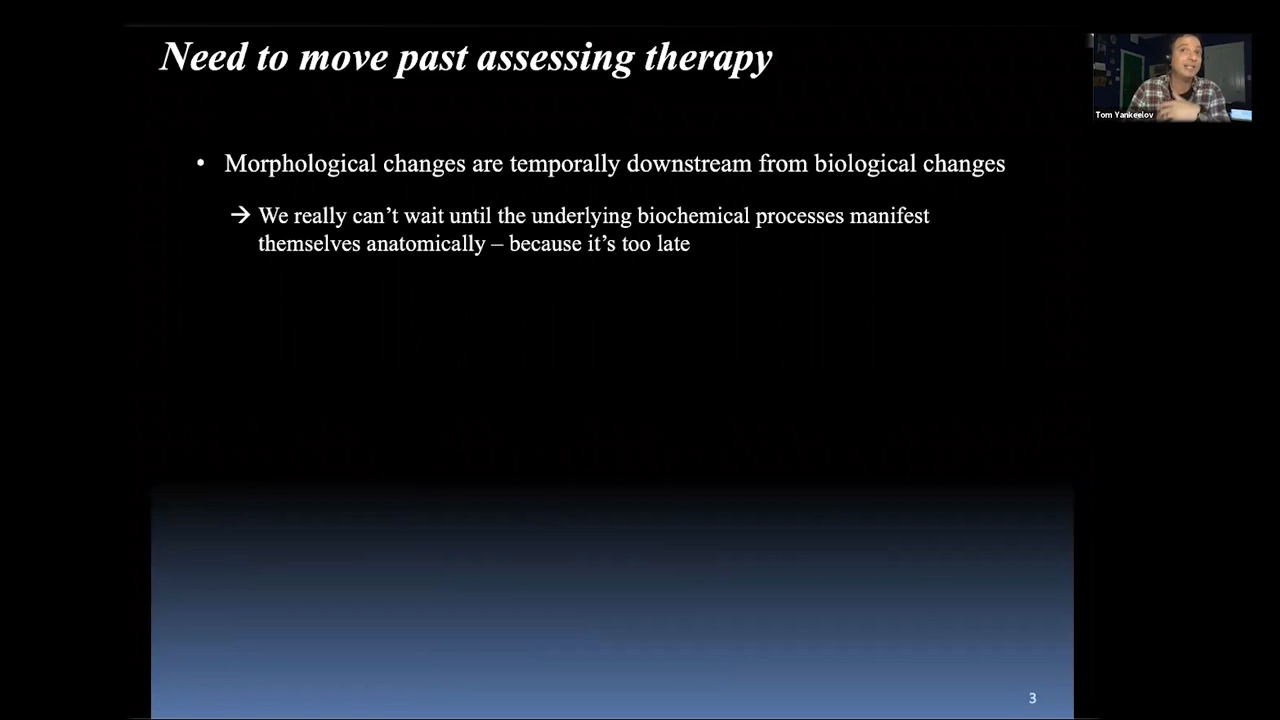 Need to move past assessing therapy
Tom Yankeelov
• Morphological changes are temporally downstream from biological changes
→ We really can’t wait until the underlying biochemical processes manifest
themselves anatomically – because it’s too late
3